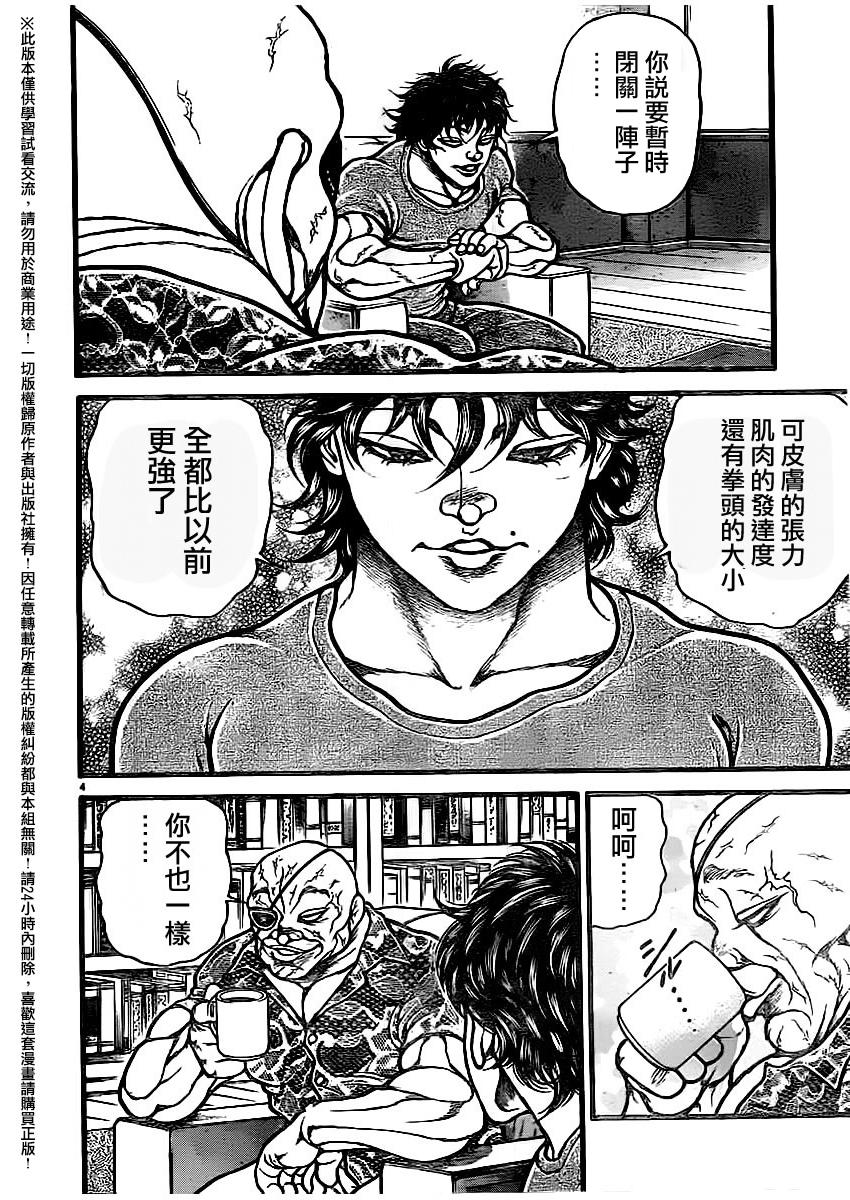 ※此版本僅供學習試看交流，請勿用於商業用途！一切版權歸原作者與出版社擁有！因任意轉載所產生的版權糾紛都與本組無關！請24小時內刪除，喜歡這套漫畫請購買正版！
你說要暫時
閉關一陣子
……
可皮膚的張力
肌肉的發達度
還有拳頭的大小
全都比以前
更強了
4
呵呵……
ズズ……
你不也一樣
……